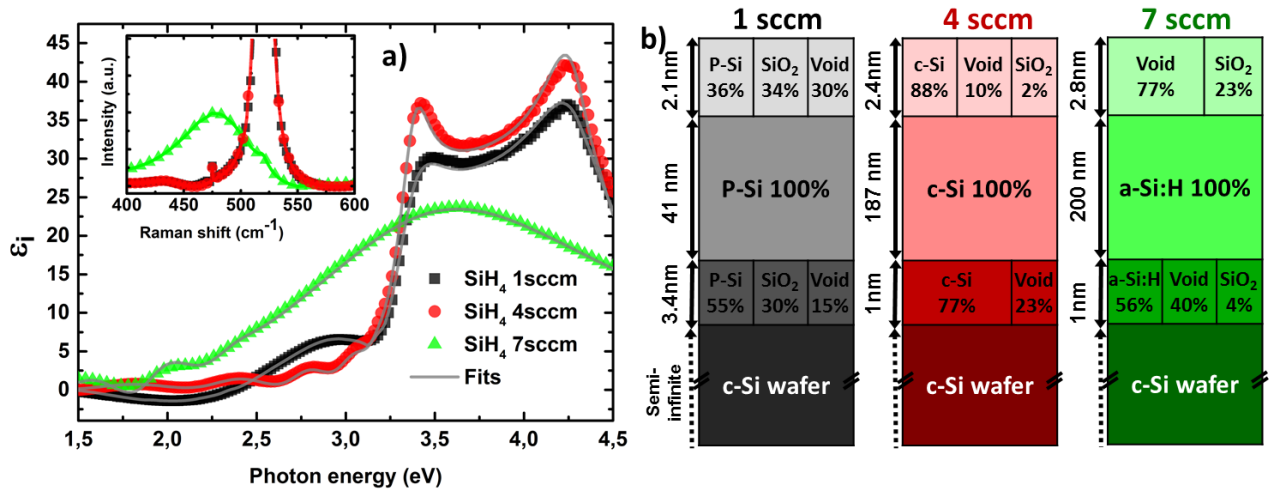 a)
45
40
35
30
25
20
15
10
5
0
εi
1,5 2,0 2,5 3,0 3,5 4,0 4,5
Photon energy (eV)
Intensity (a.u.)
400 450 500 550 600
Raman shift (cm-1)
SiH4 1sccm
SiH4 4sccm
SiH4 7sccm
Fits
b)
1 sccm
2.1nm
P-Si SiO2 Void
36% 34% 30%
41 nm
P-Si 100%
3.4nm
P-Si SiO2 Void
55% 30% 15%
Semi-
infinite
c-Si wafer
4 sccm
2.4nm
c-Si Void SiO2
88% 10% 2%
187 nm
c-Si 100%
1nm
c-Si Void
77% 23%
c-Si wafer
7 sccm
2.8nm
Void SiO2
77% 23%
200 nm
a-Si:H 100%
1nm
a-Si:H Void SiO2
56% 40% 4%
c-Si wafer